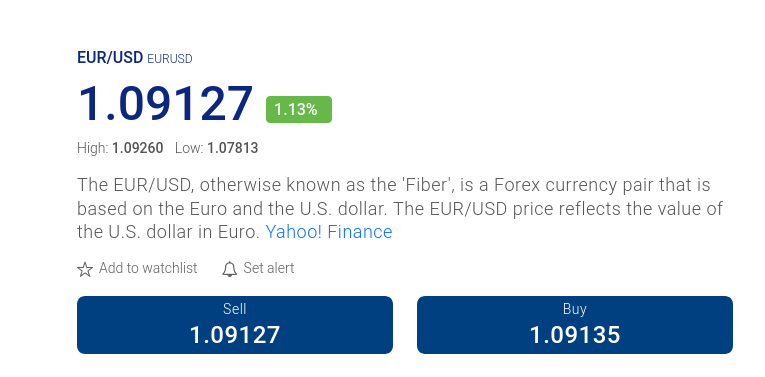 EUR/USD EURUSD
1.09127 1.13%
High: 1.09260 Low: 1.07813
The EUR/USD, otherwise known as the 'Fiber', is a Forex currency pair that is
based on the Euro and the U.S. dollar. The EUR/USD price reflects the value of
the U.S. dollar in Euro. Yahoo! Finance
Add to watchlist Set alert
Sell Buy
1.09127 1.09135